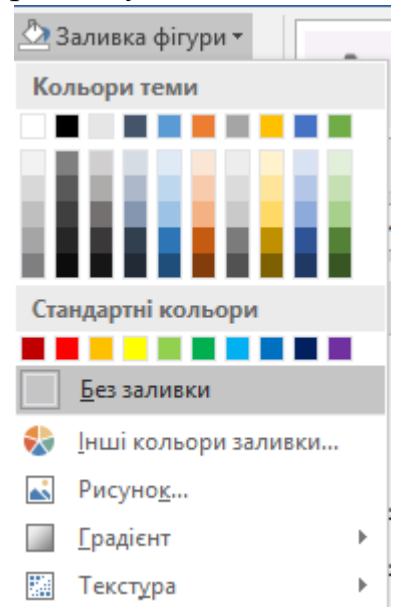 Заливка фігури
Кольори теми
Стандартні кольори
Без заливки
Інші кольори заливки...
Рисунок...
Градієнт
Текстура